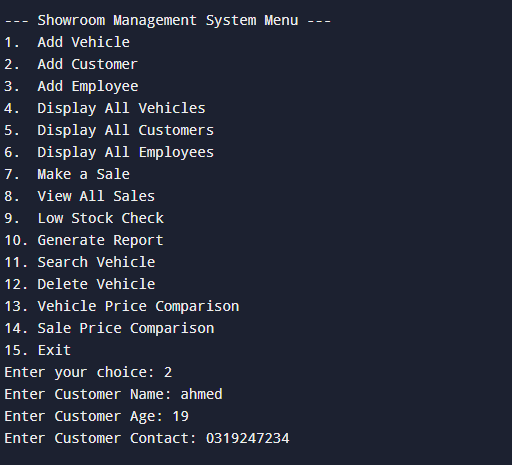 --- Showroom Management System Menu ---
1.  Add Vehicle
2.  Add Customer
3.  Add Employee
4.  Display All Vehicles
5.  Display All Customers
6.  Display All Employees
7.  Make a Sale
8.  View All Sales
9.  Low Stock Check
10. Generate Report
11. Search Vehicle
12. Delete Vehicle
13. Vehicle Price Comparison
14. Sale Price Comparison
15. Exit
Enter your choice: 2
Enter Customer Name: ahmed
Enter Customer Age: 19
Enter Customer Contact: 0319247234